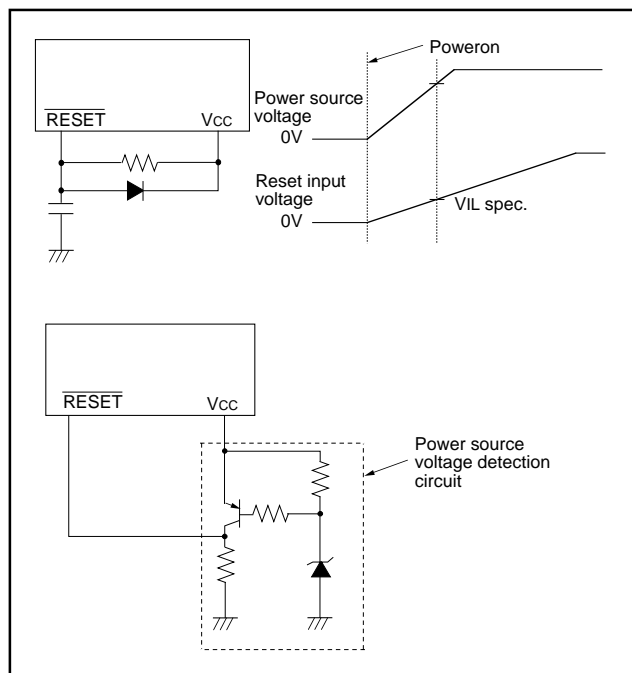 RESET
VCC
Poweron
Power source
voltage
0V
Reset input
voltage
0V
VIL spec.
RESET
VCC
Power source
voltage detection
circuit